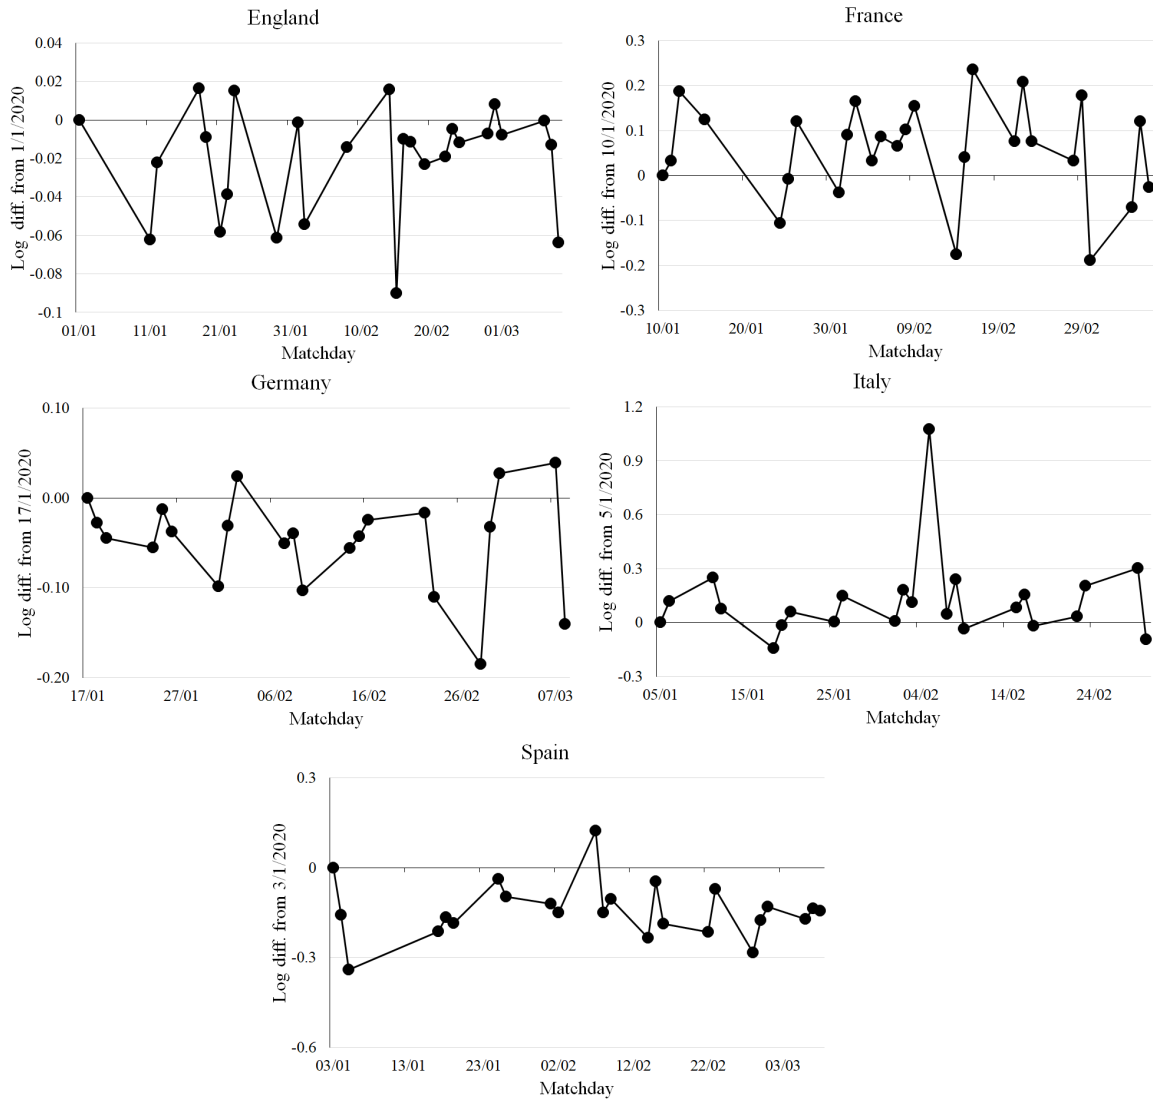 England
Log diff. from 1/1/2020
0.04
0.02
0
-0.02
-0.04
-0.06
-0.08
-0.1
01/01 11/01 21/01 31/01 10/02 20/02 01/03
Matchday
France
Log diff. from 10/1/2020
0.3
0.2
0.1
0
-0.1
-0.2
-0.3
10/01 20/01 30/01 09/02 19/02 29/02
Matchday
Germany
Log diff. from 17/1/2020
0.10
0.00
-0.10
-0.20
17/01 27/01 06/02 16/02 26/02 07/03
Matchday
Italy
Log diff. from 5/1/2020
1.2
0.9
0.6
0.3
0
-0.3
05/01 15/01 25/01 04/02 14/02 24/02
Matchday
Spain
Log diff. from 3/1/2020
0.3
0
-0.3
-0.6
03/01 13/01 23/01 02/02 12/02 22/02 03/03
Matchday